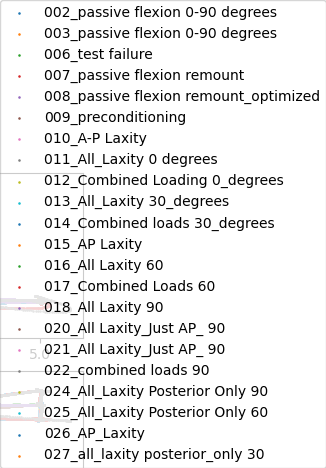 002_passive flexion 0-90 degrees
003_passive flexion 0-90 degrees
006_test failure
007_passive flexion remount
008_passive flexion remount_optimized
009_preconditioning
010_A-P Laxity
011_All_Laxity 0 degrees
012_Combined Loading 0_degrees
013_All_Laxity 30_degrees
014_Combined loads 30_degrees
015_AP Laxity
016_All Laxity 60
017_Combined Loads 60
018_All Laxity 90
020_All Laxity_Just AP_ 90
5.0
021_All Laxity_Just AP_ 90
022_combined loads 90
024_All_Laxity Posterior Only 90
025_All_Laxity Posterior Only 60
026_AP_Laxity
027_all_laxity posterior_only 30